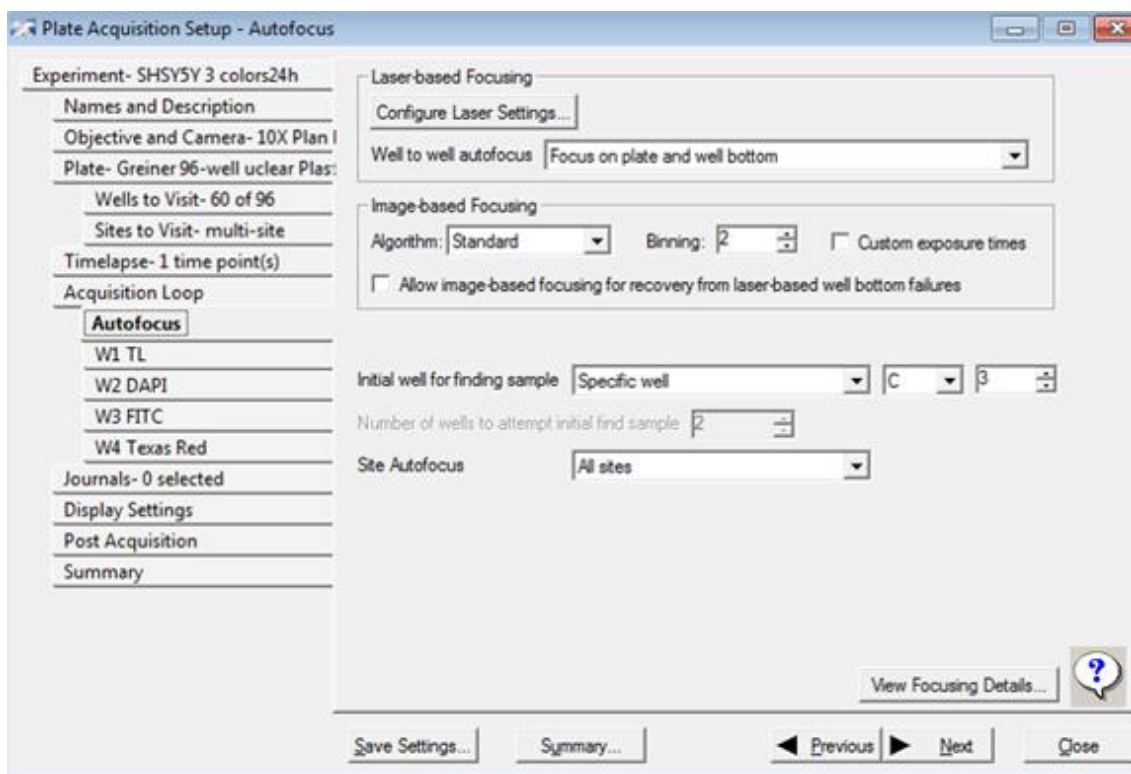 Plate Acquisition Setup - Autofocus
Experiment- SHSY5Y 3 colors24h
Names and Description
Objective and Camera- 10X Plan
Plate- Greiner 96-well uclear Plas
Wells to Visit- 60 of 96
Sites to Visit- multi-site
Timelapse- 1 time point(s)
Acquisition Loop
Autofocus
W1 TL
W2 DAPI
W3 FITC
W4 Texas Red
Journals- 0 selected
Display Settings
Post Acquisition
Summary
Laser-based Focusing
Configure Laser Settings...
Well to well autofocus Focus on plate and well bottom
Image-based Focusing
Algorithm: Standard Binning: 2 Custom exposure times
Allow image-based focusing for recovery from laser-based well bottom failures
Initial well for finding sample Specific well C 3
Number of wells to attempt initial find sample 2
Site Autofocus All sites
View Focusing Details... ?
Save Settings... Summary... Previous Next Close